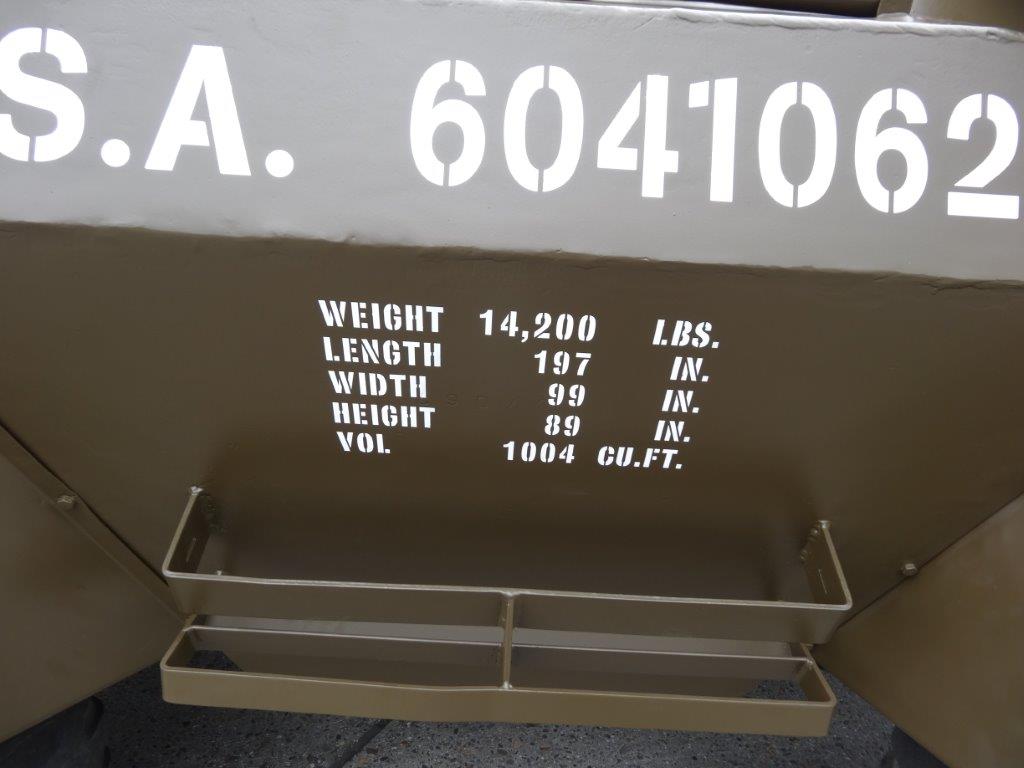 S.A. 6041062
WEIGHT 14,200 LBS.
LENGTH 197 IN.
WIDTH 99 IN.
HEIGHT 89 IN.
VOL. 1004 CU.FT.